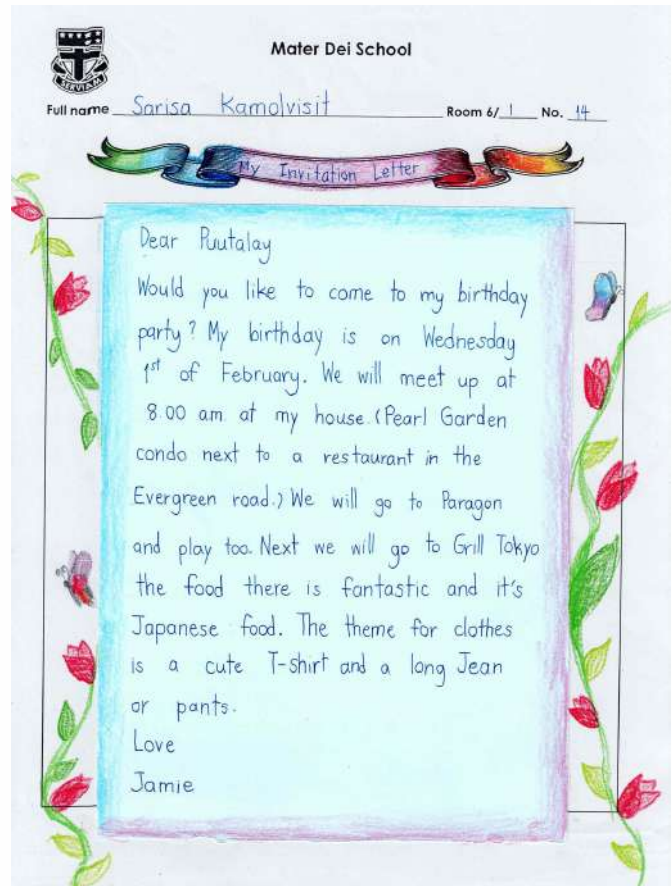 Mater Dei School
SERVIAM
Full name Sarisa Kamolvisit Room 6/ 1 No. 14
My Invitation Letter
Dear Puutalay
Would you like to come to my birthday
party? My birthday is on Wednesday
1st of February. We will meet up at
8.00 am. at my house. (Pearl Garden
condo next to a restaurant in the
Evergreen road.) We will go to Paragon
and play too. Next we will go to Grill Tokyo
the food there is fantastic and it's
Japanese food. The theme for clothes
is a cute T-shirt and a long Jean
or pants.
Love
Jamie